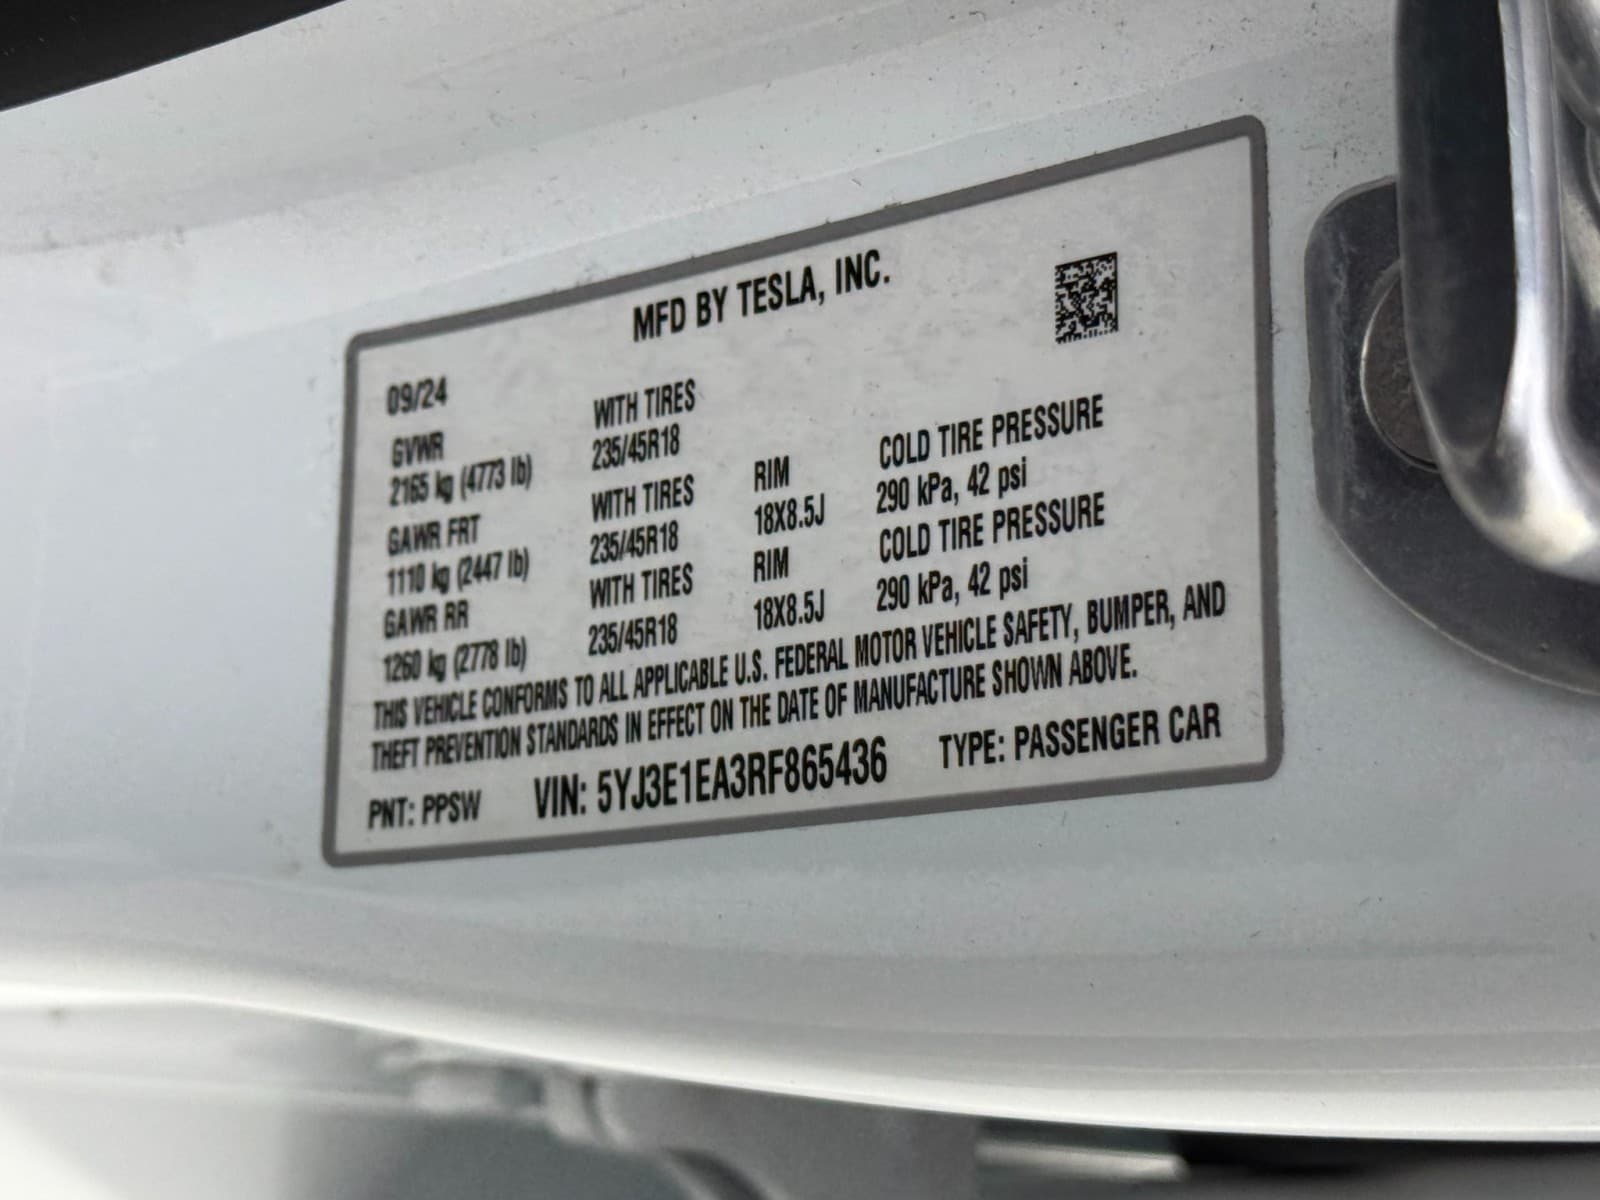 MFD BY TESLA, INC.
09/24
GVWR WITH TIRES
2165 kg (4773 lb) 235/45R18
GAWR FRT WITH TIRES RIM COLD TIRE PRESSURE
1110 kg (2447 lb) 235/45R18 18X8.5J 290 kPa, 42 psi
GAWR RR WITH TIRES RIM COLD TIRE PRESSURE
1260 kg (2778 lb) 235/45R18 18X8.5J 290 kPa, 42 psi
THIS VEHICLE CONFORMS TO ALL APPLICABLE U.S. FEDERAL MOTOR VEHICLE SAFETY, BUMPER, AND
THEFT PREVENTION STANDARDS IN EFFECT ON THE DATE OF MANUFACTURE SHOWN ABOVE.
PNT: PPSW VIN: 5YJ3E1EA3RF865436 TYPE: PASSENGER CAR